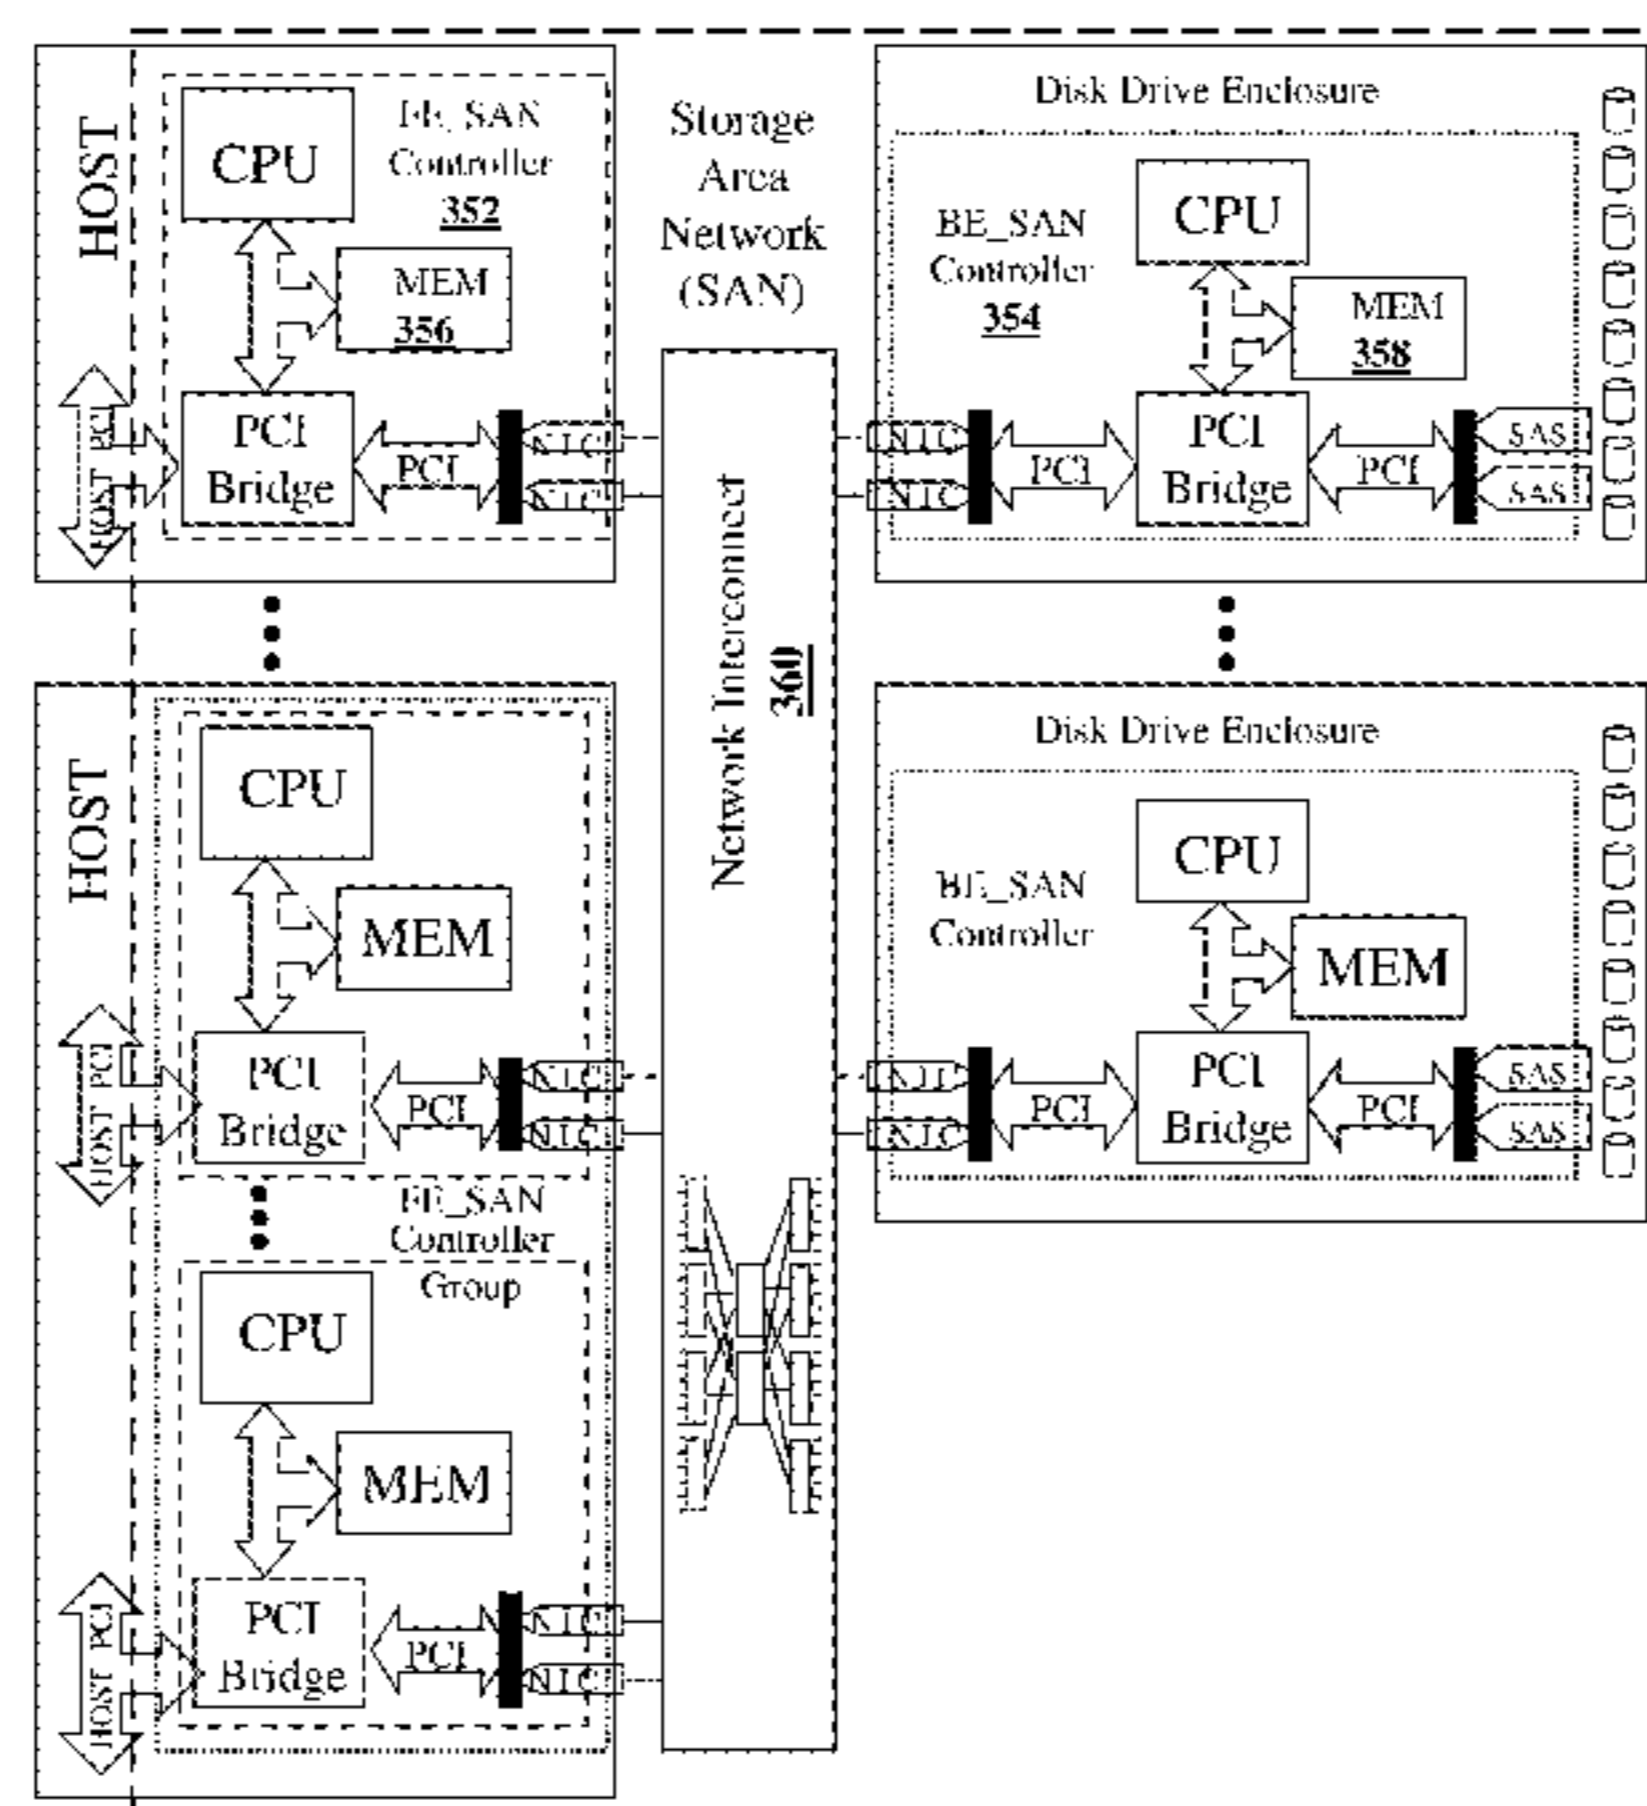 HOST
CPU
FE_SAN
Controller
352
MEM
356
HOST PCI
PCI
Bridge
PCI
NIC
NIC
Storage
Area
Network
(SAN)
Network Interconnect
360
Disk Drive Enclosure
BE_SAN
Controller
354
CPU
MEM
358
NIC
NIC
PCI
PCI
Bridge
PCI
SAS
SAS
HOST
CPU
MEM
HOST PCI
PCI
Bridge
PCI
NIC
NIC
FE_SAN
Controller
Group
CPU
MEM
HOST PCI
PCI
Bridge
PCI
NIC
NIC
Disk Drive Enclosure
BE_SAN
Controller
CPU
MEM
NIC
NIC
PCI
PCI
Bridge
PCI
SAS
SAS